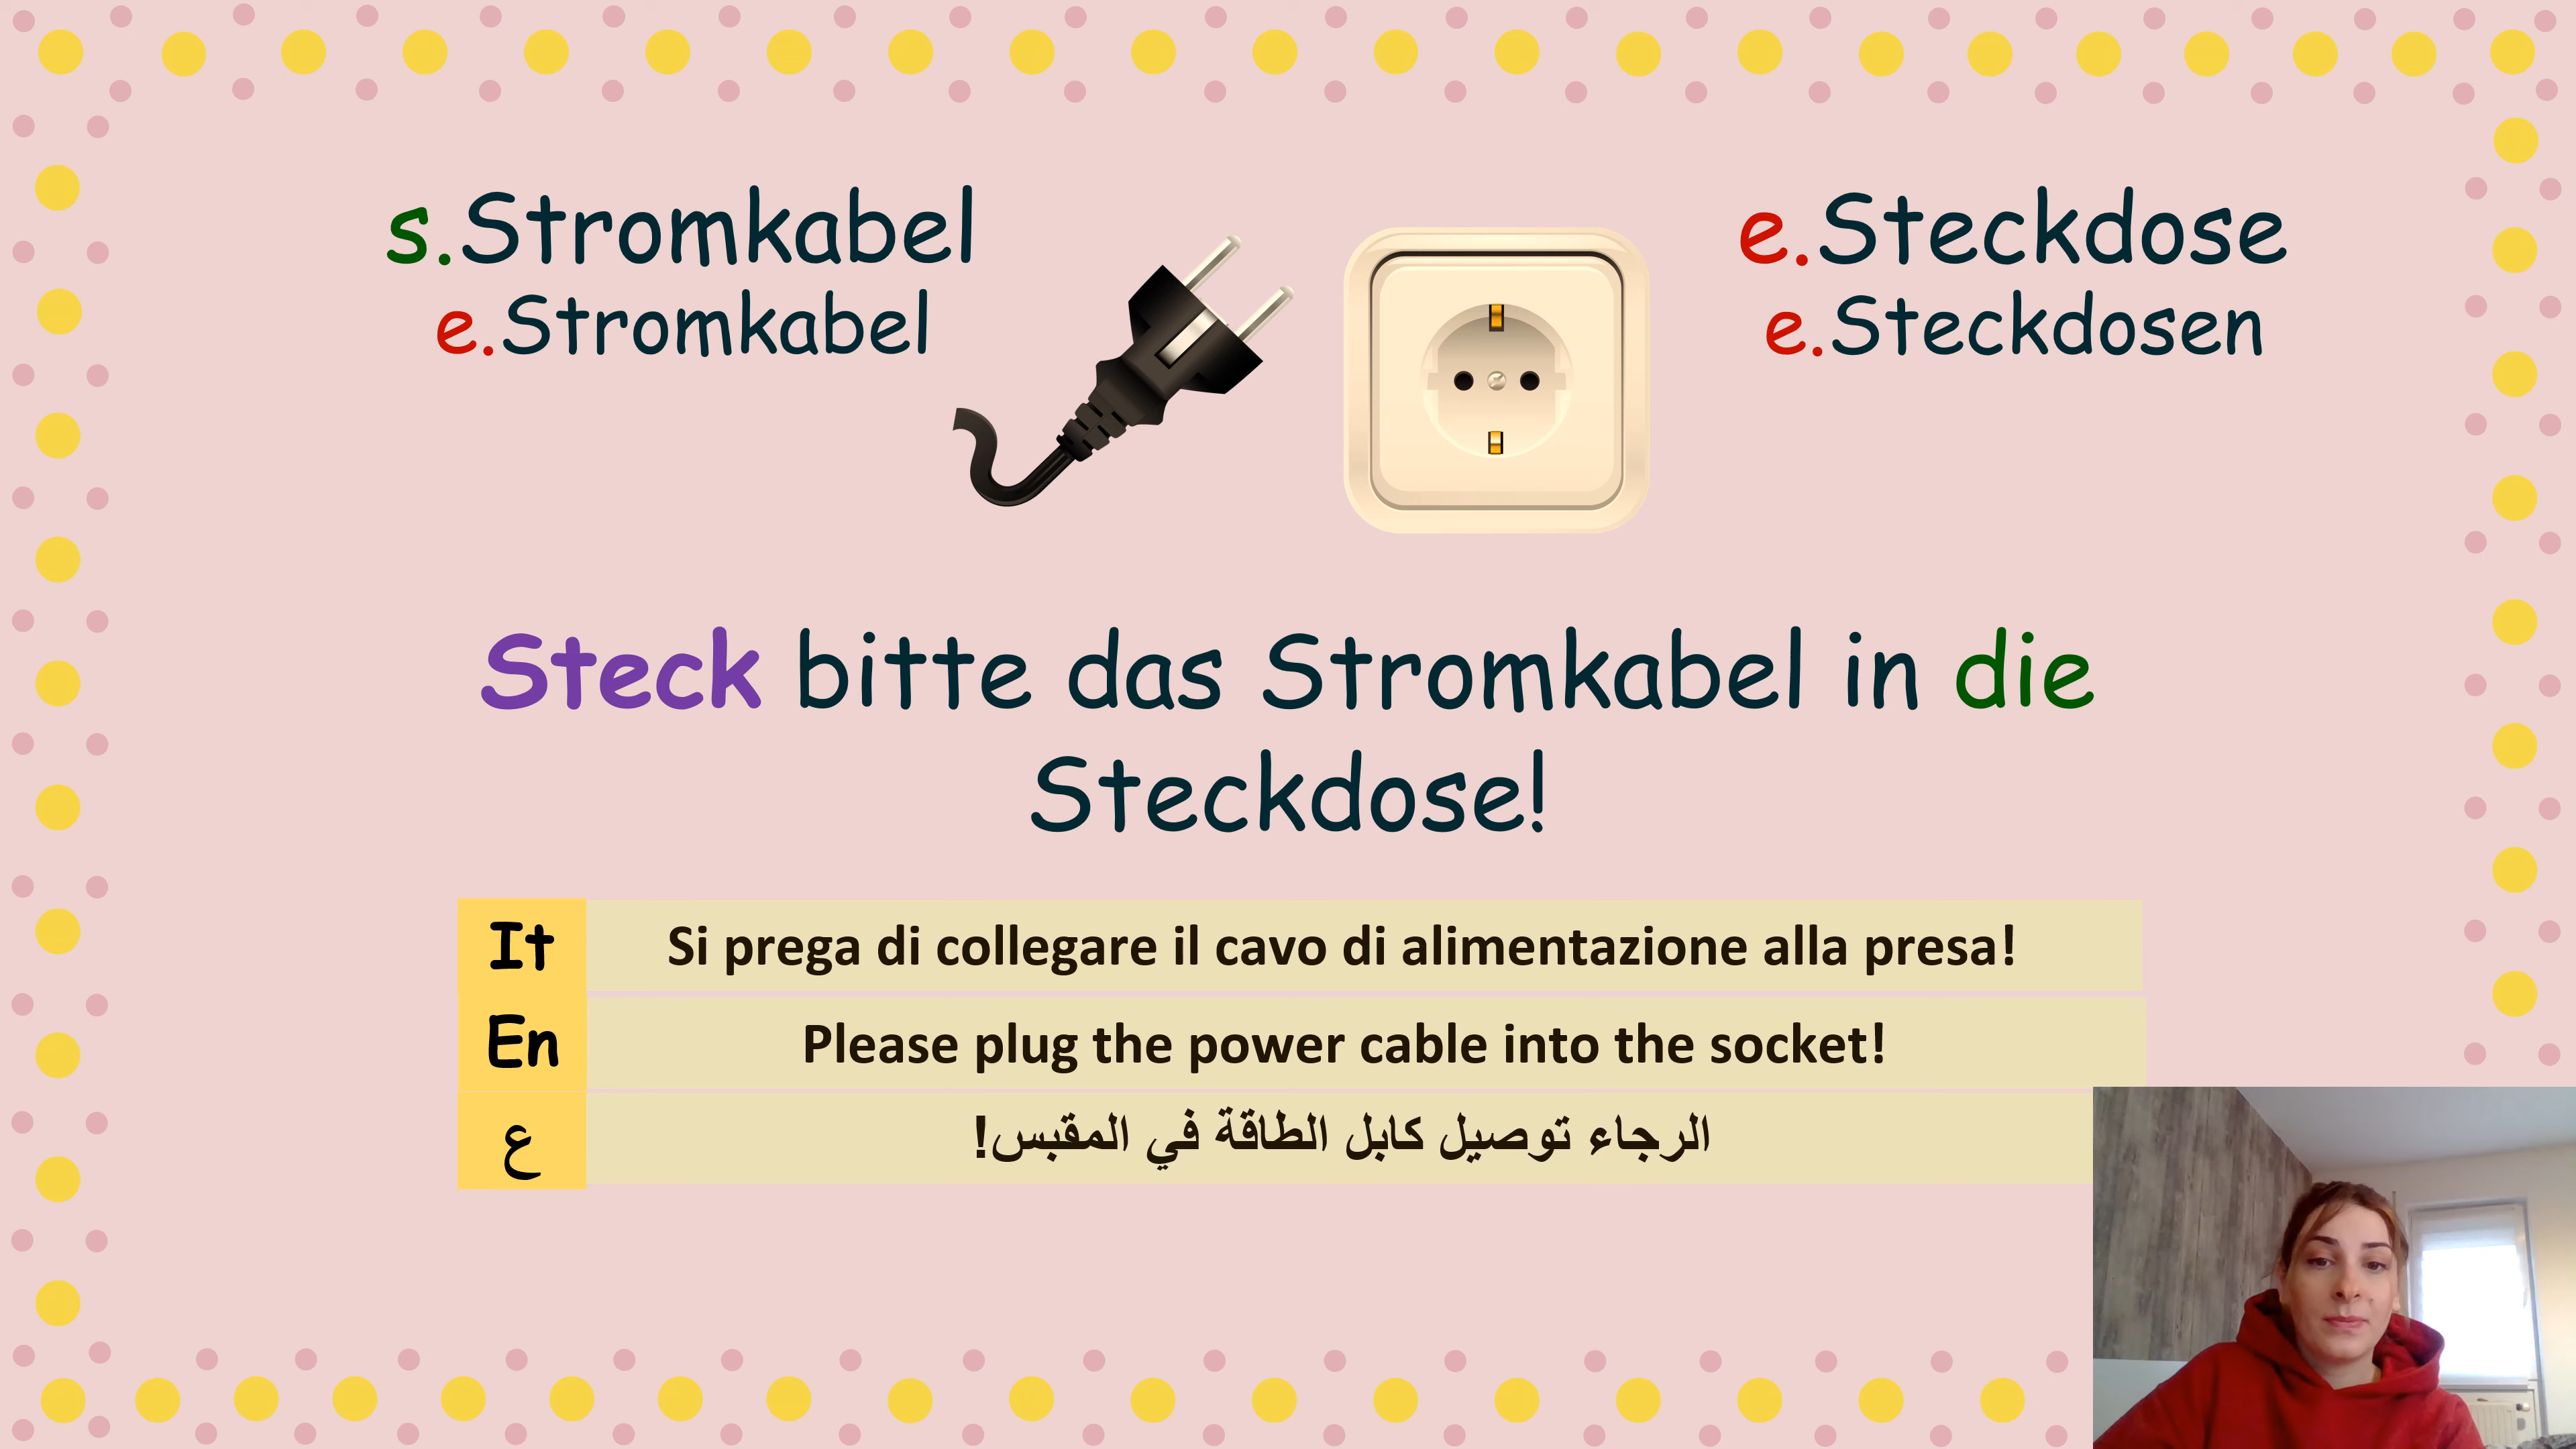 s.Stromkabel
e.Stromkabel
e.Steckdose
e.Steckdosen
Steck bitte das Stromkabel in die
Steckdose!
It
Si prega di collegare il cavo di alimentazione alla presa!
En
Please plug the power cable into the socket!
ع
الرجاء توصيل كابل الطاقة في المقبس!